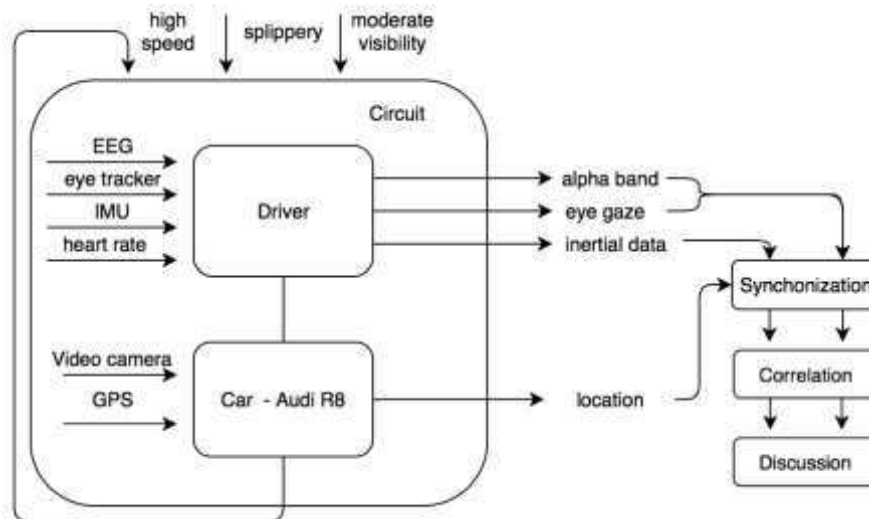 high
speed
splippery
moderate
visibility
Circuit
EEG
eye tracker
IMU
heart rate
Driver
alpha band
eye gaze
inertial data
Synchonization
Video camera
GPS
Car - Audi R8
location
Correlation
Discussion